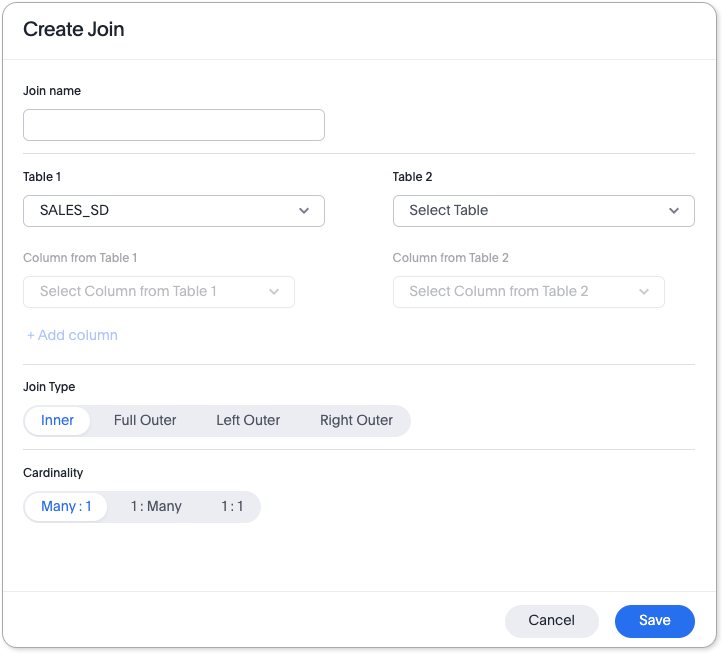 Create Join
Join name
Table 1
Table 2
SALES_SD
Select Table
Column from Table 1
Column from Table 2
Select Column from Table 1
Select Column from Table 2
+ Add column
Join Type
Inner Full Outer Left Outer Right Outer
Cardinality
Many : 1 1 : Many 1 : 1
Cancel Save